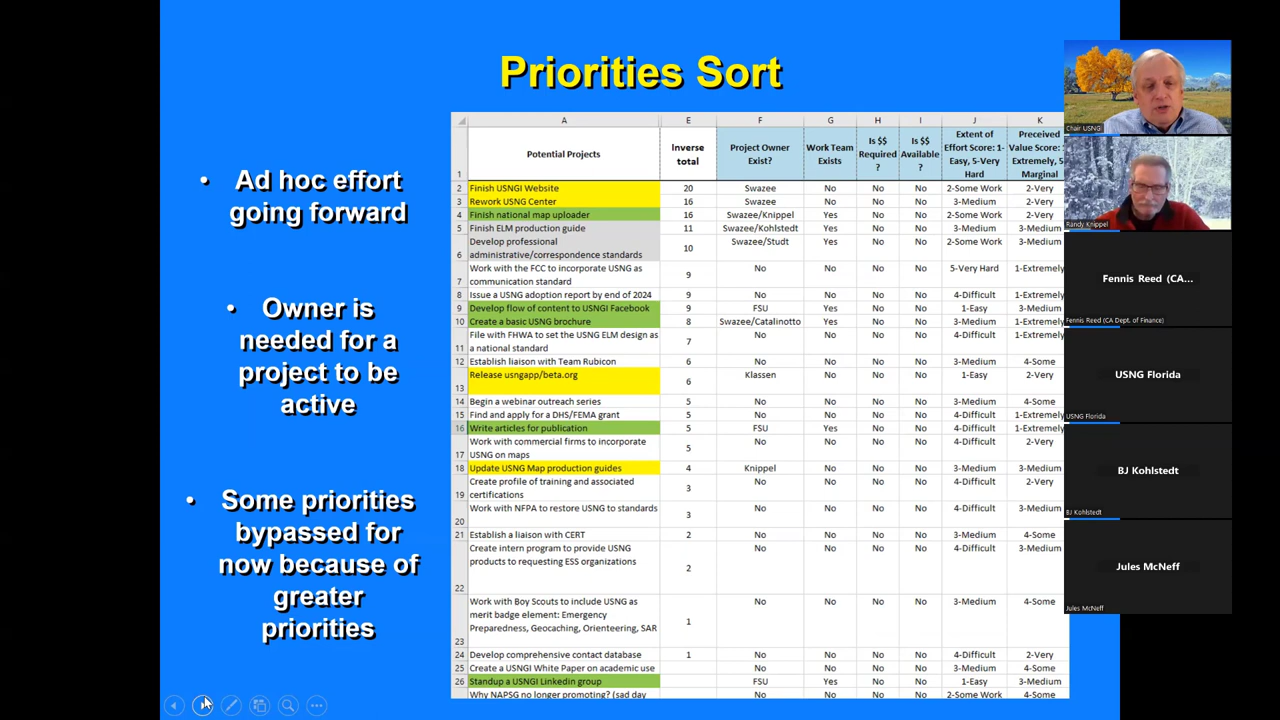 Priorities Sort
• Ad hoc effort
going forward
• Owner is
needed for a
project to be
active
• Some priorities
bypassed for
now because of
greater
priorities
A E F G H I J K
1 Potential Projects Inverse total Project Owner Exist? Work Team Exists Is $$ Required ? Is $$ Available ? Extent of Effort Score: 1-Easy, 5-Very Hard Preceived Value Score: Extremely, 5 Marginal
2 Finish USNGI Website 20 Swazee No No No 2-Some Work 2-Very
3 Rework USNG Center 16 Swazee No No No 3-Medium 2-Very
4 Finish national map uploader 16 Swazee/Knippel Yes No No 2-Some Work 2-Very
5 Finish ELM production guide 11 Swazee/Kohlstedt Yes No No 3-Medium 3-Medium
6 Develop professional administrative/correspondence standards 10 Swazee/Studt Yes No No 2-Some Work 3-Medium
7 Work with the FCC to incorporate USNG as communication standard 9 No No No No 5-Very Hard 1-Extremely
8 Issue a USNG adoption report by end of 2024 9 No No No No 4-Difficult 1-Extremely
9 Develop flow of content to USNGI Facebook 9 FSU Yes No No 1-Easy 3-Medium
10 Create a basic USNG brochure 8 Swazee/Catalinotto Yes No No 3-Medium 1-Extremely
11 File with FHWA to set the USNG ELM design as a national standard 7 No No No No 4-Difficult 1-Extremely
12 Establish liaison with Team Rubicon 6 No No No No 3-Medium 4-Some
13 Release usngapp/beta.org 6 Klassen No No No 1-Easy 2-Very
14 Begin a webinar outreach series 5 No No No No 3-Medium 4-Some
15 Find and apply for a DHS/FEMA grant 5 No No No No 4-Difficult 1-Extremely
16 Write articles for publication 5 FSU Yes No No 4-Difficult 1-Extremely
17 Work with commercial firms to incorporate USNG on maps 5 No No No No 4-Difficult 2-Very
18 Update USNG Map production guides 4 Knippel No No No 3-Medium 3-Medium
19 Create profile of training and associated certifications 3 No No No No 4-Difficult 2-Very
20 Work with NFPA to restore USNG to standards 3 No No No No 4-Difficult 3-Medium
21 Establish a liaison with CERT 2 No No No No 3-Medium 4-Some
22 Create intern program to provide USNG products to requesting ESS organizations 2 No No No No 4-Difficult 3-Medium
23 Work with Boy Scouts to include USNG as merit badge element: Emergency Preparedness, Geocaching, Orienteering, SAR 1 No No No No 3-Medium 4-Some
24 Develop comprehensive contact database 1 No No No No 4-Difficult 2-Very
25 Create a USNGI White Paper on academic use No No No No 3-Medium 4-Some
26 Standup a USNGI Linkedin group FSU Yes No No 1-Easy 3-Medium
Why NAPSG no longer promoting? (sad day No No No No 2-Some Work 4-Some
Chair USNGI
Randy Knippel
Fennis Reed (CA...
Fennis Reed (CA Dept. of Finance)
USNG Florida
USNG Florida
BJ Kohlstedt
BJ Kohlstedt
Jules McNeff
Jules McNeff